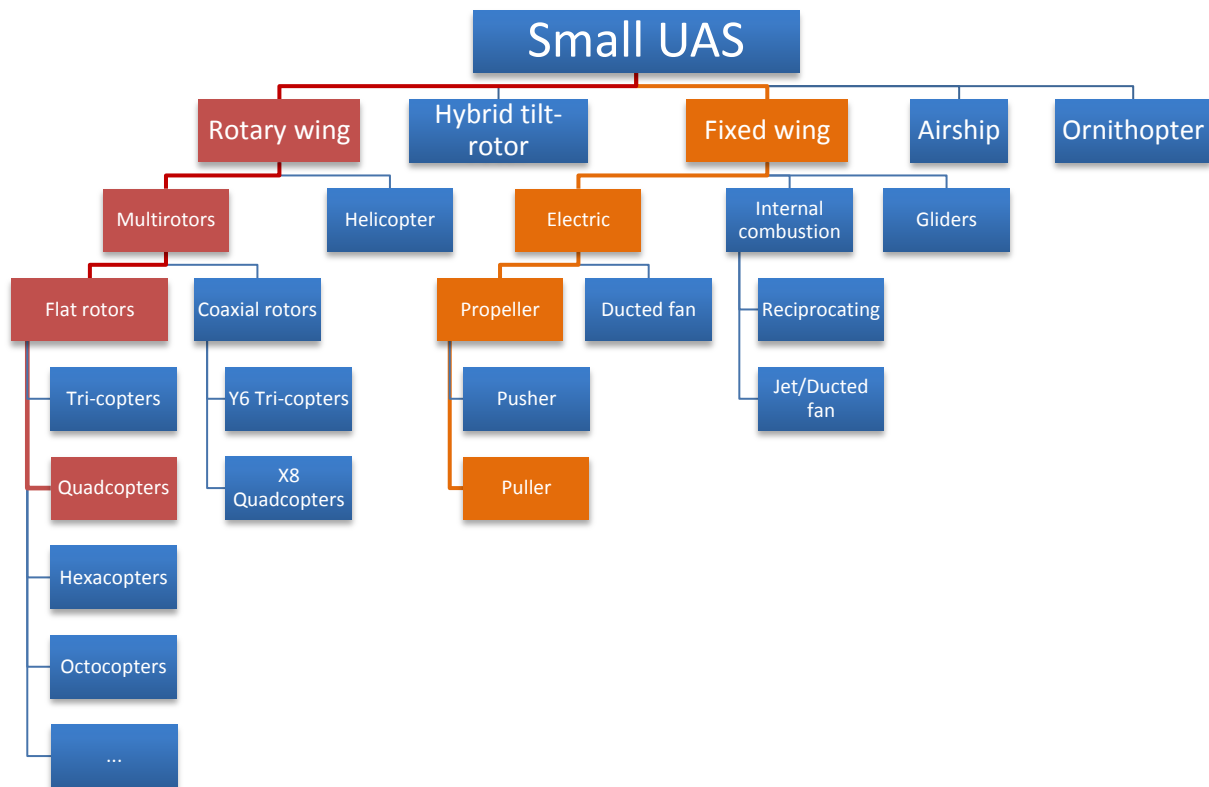 Small UAS
Rotary wing
Hybrid tilt-
rotor
Fixed wing
Airship
Ornithopter
Multirotors
Helicopter
Electric
Internal
combustion
Gliders
Flat rotors
Coaxial rotors
Propeller
Ducted fan
Reciprocating
Tri-copters
Y6 Tri-copters
Pusher
Jet/Ducted
fan
Quadcopters
X8
Quadcopters
Puller
Hexacopters
Octocopters
...